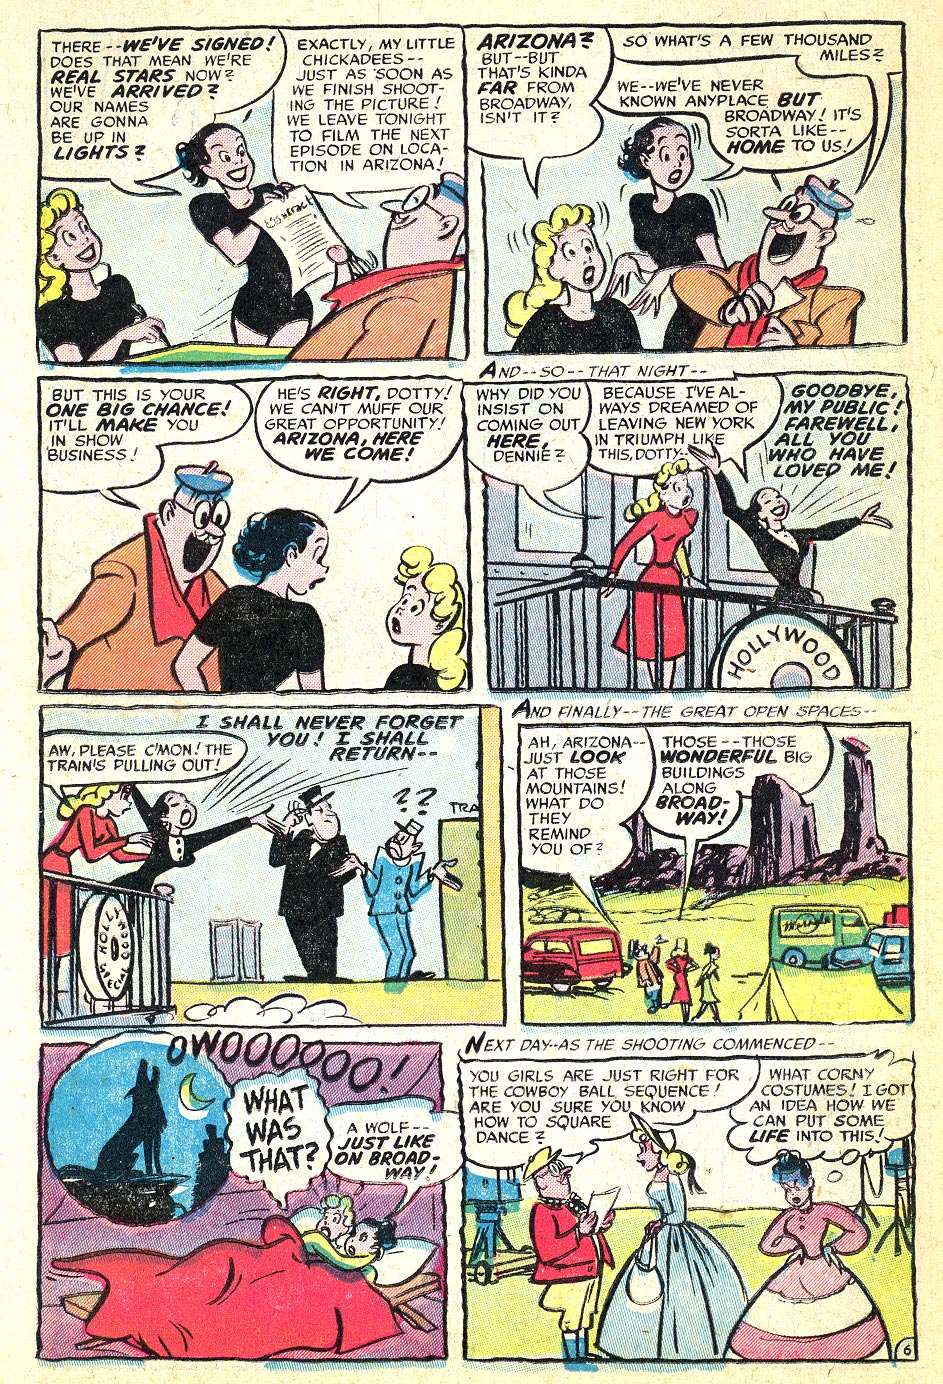 THERE--WE'VE SIGNED!
DOES THAT MEAN WE'RE
REAL STARS NOW?
WE'VE ARRIVED?
OUR NAMES
ARE GONNA
BE UP IN
LIGHTS?
EXACTLY, MY LITTLE
CHICKADEES--
JUST AS SOON AS
WE FINISH SHOOT-
ING THE PICTURE!
WE LEAVE TONIGHT
TO FILM THE NEXT
EPISODE ON LOCA-
TION IN ARIZONA!
ARIZONA?
BUT--BUT
THAT'S KINDA
FAR FROM
BROADWAY,
ISN'T IT?
SO WHAT'S A FEW THOUSAND
MILES?
WE--WE'VE NEVER
KNOWN ANYPLACE BUT
BROADWAY! IT'S
SORTA LIKE--
HOME TO US!
BUT THIS IS YOUR
ONE BIG CHANCE!
IT'LL MAKE YOU
IN SHOW
BUSINESS!
HE'S RIGHT, DOTTY!
WE CAN'T MUFF OUR
GREAT OPPORTUNITY!
ARIZONA, HERE
WE COME!
AND--SO--THAT NIGHT--
WHY DID YOU
INSIST ON
COMING OUT
HERE,
DENNIE?
BECAUSE I'VE AL-
WAYS DREAMED OF
LEAVING NEW YORK
IN TRIUMPH LIKE
THIS, DOTTY--
GOODBYE,
MY PUBLIC!
FAREWELL,
ALL YOU
WHO HAVE
LOVED ME!
HOLLYWOOD
AW, PLEASE C'MON! THE
TRAIN'S PULLING OUT!
I SHALL NEVER FORGET
YOU! I SHALL
RETURN--
? ?
TRA
HOLLYWOOD
SPECIAL
AND FINALLY--THE GREAT OPEN SPACES--
AH, ARIZONA--
JUST LOOK
AT THOSE
MOUNTAINS!
WHAT DO
THEY
REMIND
YOU OF?
THOSE--THOSE
WONDERFUL BIG
BUILDINGS
ALONG
BROAD-
WAY!
OWOOOOOO!
WHAT
WAS
THAT?
A WOLF--
JUST LIKE
ON BROAD-
WAY!
NEXT DAY--AS THE SHOOTING COMMENCED--
YOU GIRLS ARE JUST RIGHT FOR
THE COWBOY BALL SEQUENCE!
ARE YOU SURE YOU KNOW
HOW TO SQUARE
DANCE?
WHAT CORNY
COSTUMES! I GOT
AN IDEA HOW WE
CAN PUT SOME
LIFE INTO THIS!
6